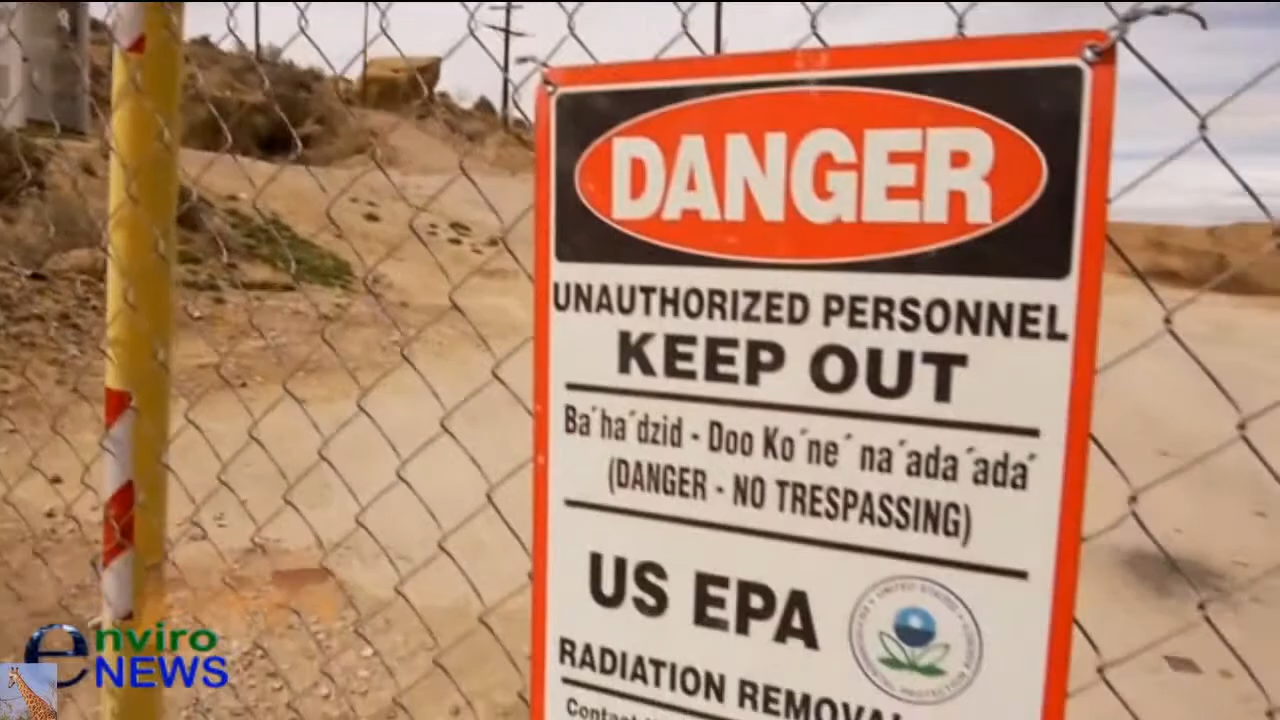 DANGER
UNAUTHORIZED PERSONNEL
KEEP OUT
Ba´ha´dzid - Doo Ko´ne´ na´ada´ada´
(DANGER - NO TRESPASSING)
US EPA
RADIATION REMOVAL
enviro
NEWS